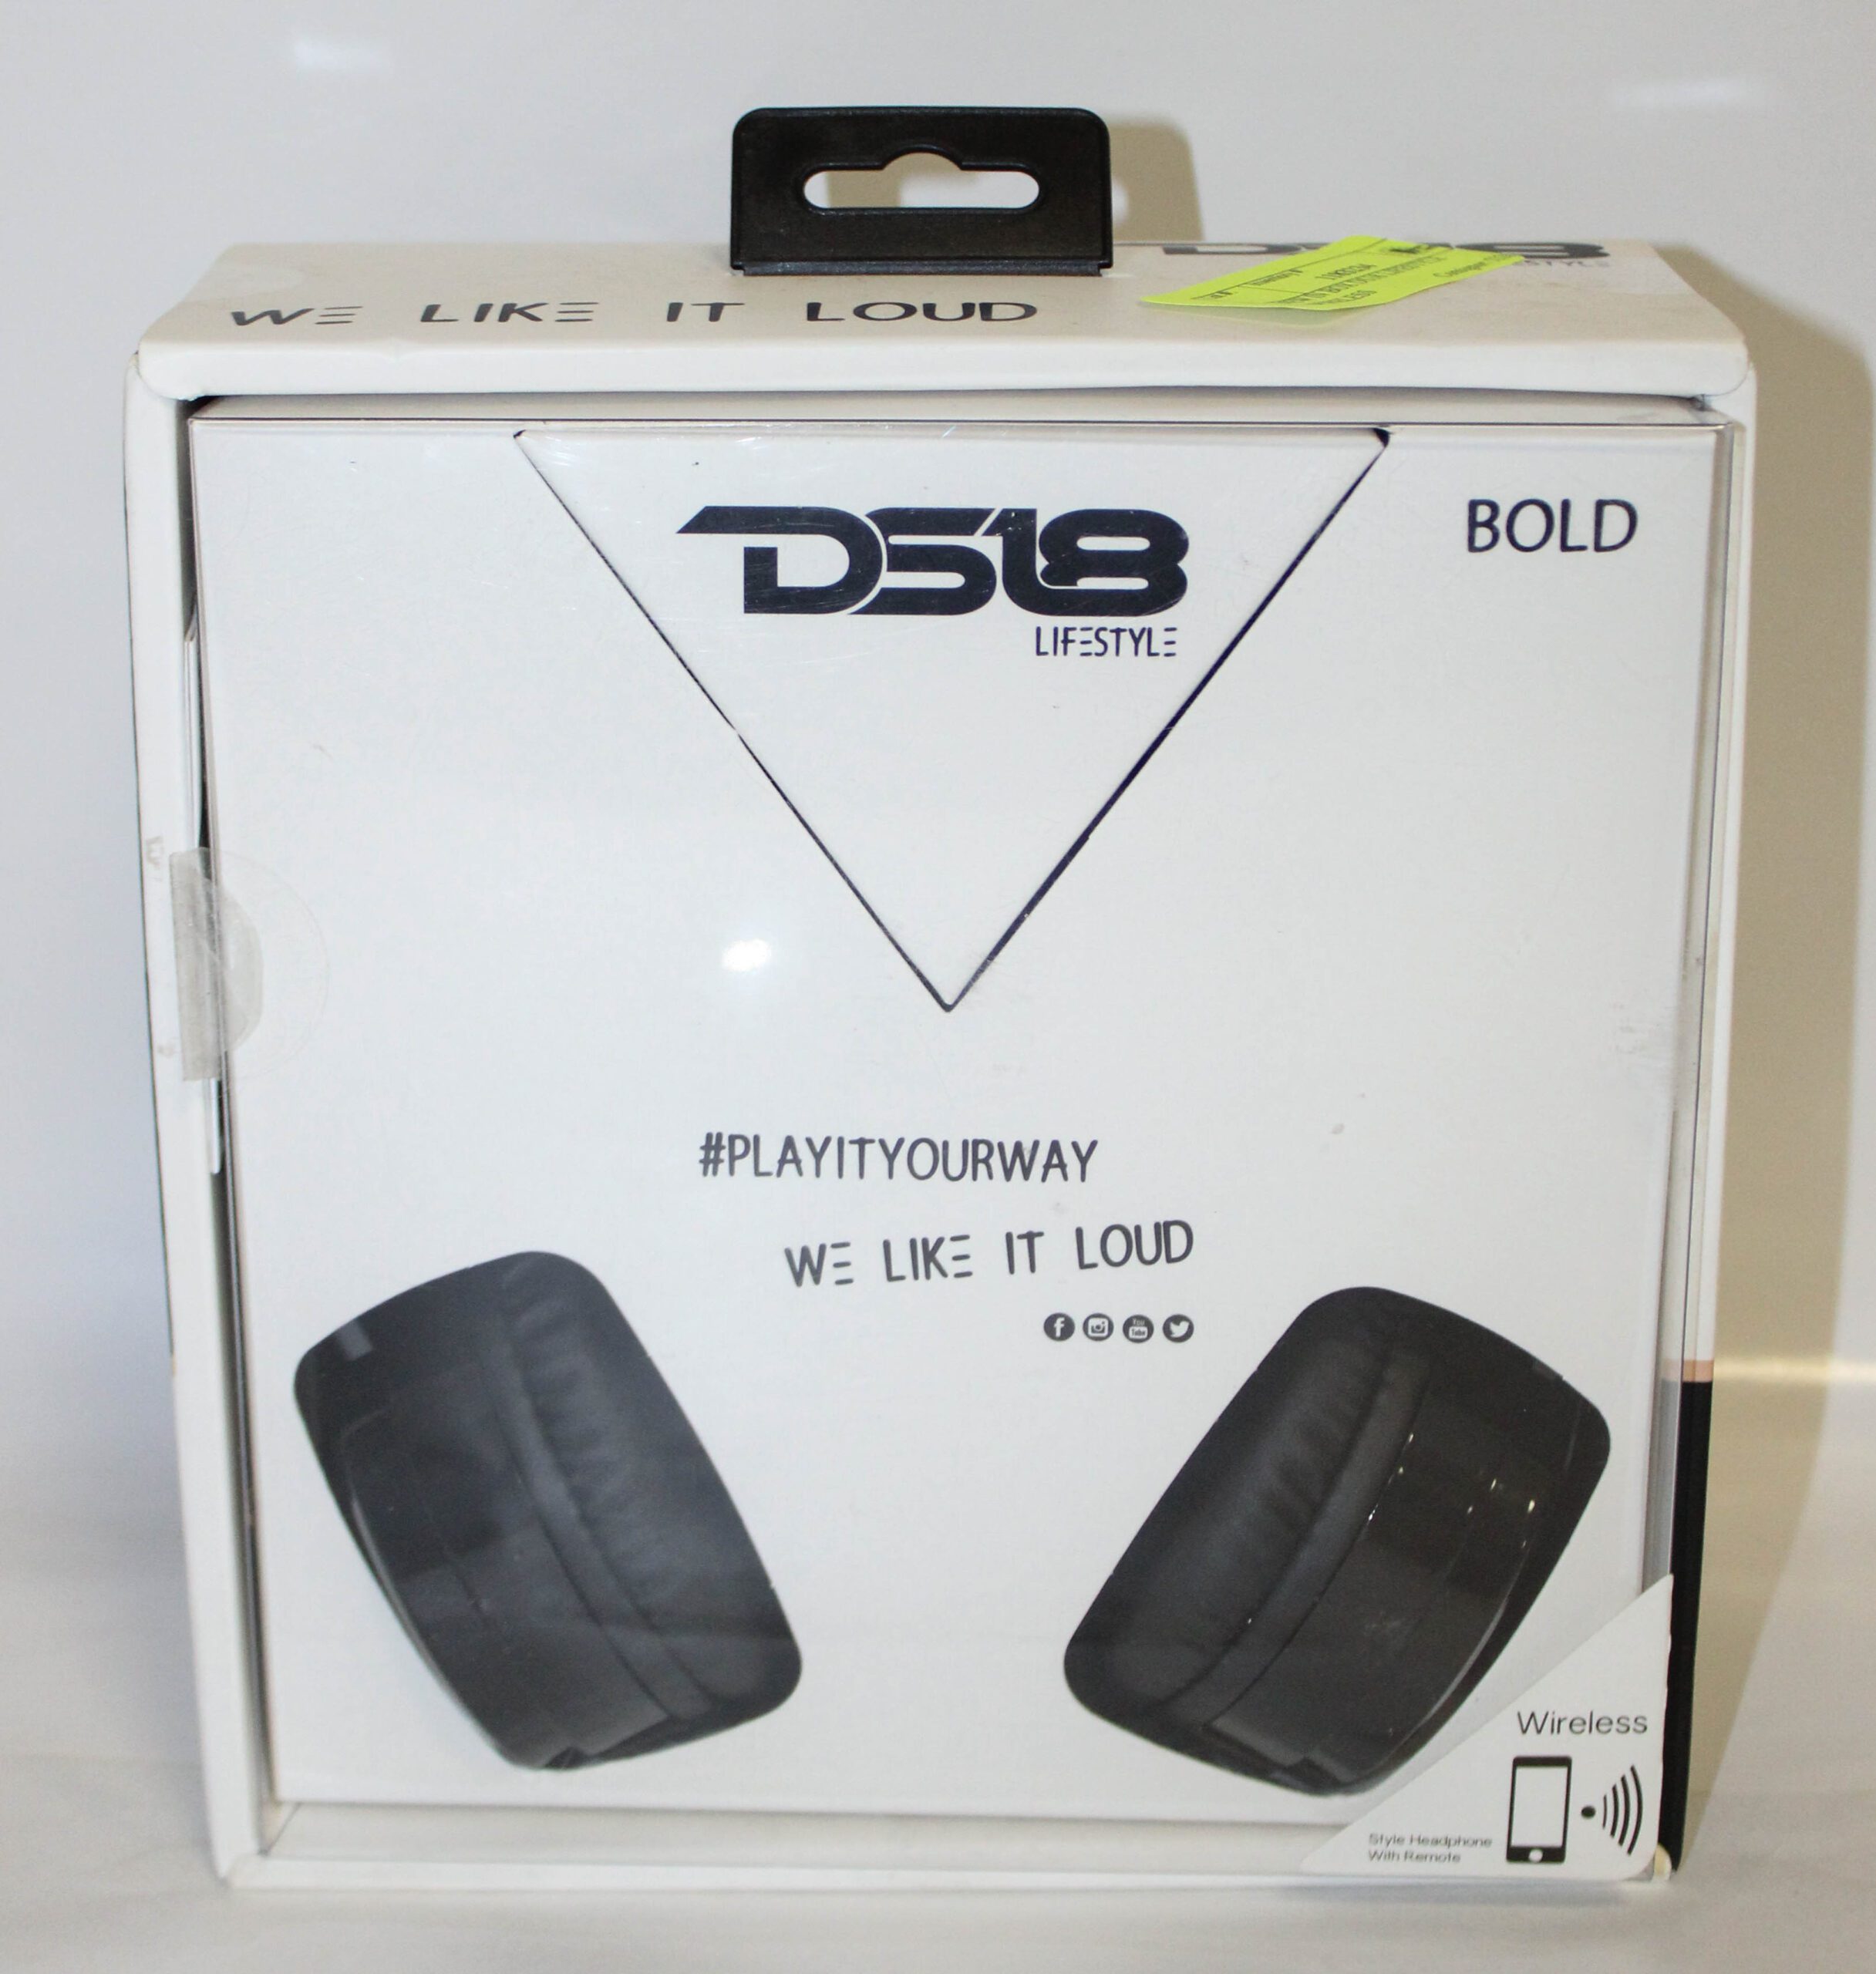 WE LIKE IT LOUD
DS18
LIFESTYLE
BOLD
#PLAYITYOURWAY
WE LIKE IT LOUD
Wireless
Style Headphone
With Remote